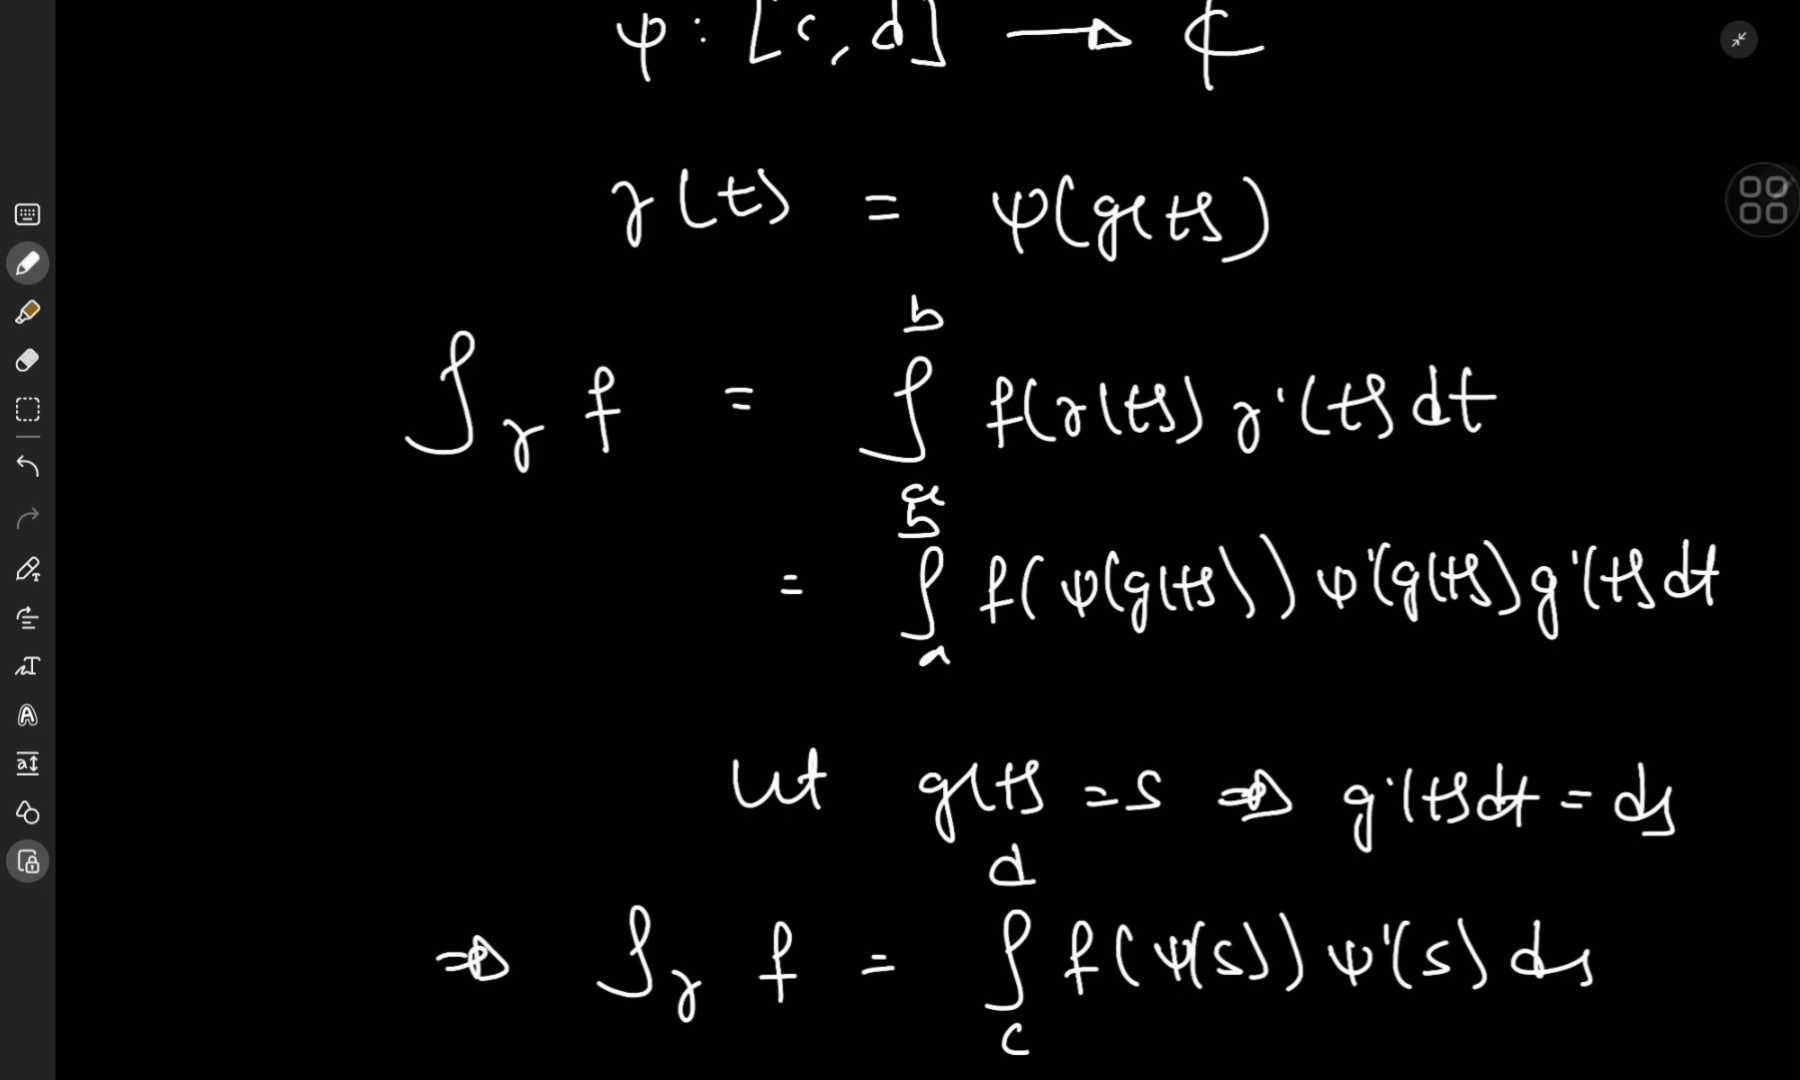 ψ : [c, d] → ₵
γ(t) = ψ(g(t))
∫_γ f = ∫_a^b f(γ(t)) γ'(t) dt
= ∫_a^b f(ψ(g(t))) ψ'(g(t)) g'(t) dt
let g(t) = s ⇒ g'(t) dt = ds
⇒ ∫_γ f = ∫_c^d f(ψ(s)) ψ'(s) ds